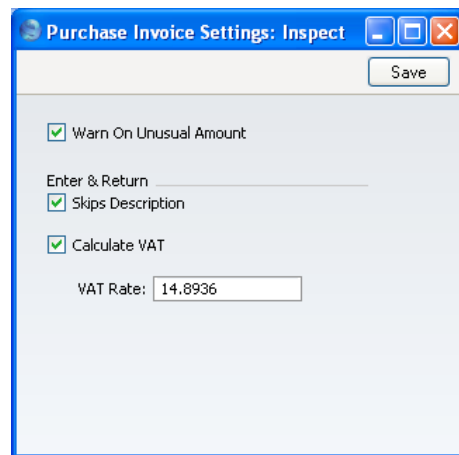 Purchase Invoice Settings: Inspect
Save
Warn On Unusual Amount
Enter & Return
Skips Description
Calculate VAT
VAT Rate: 14.8936